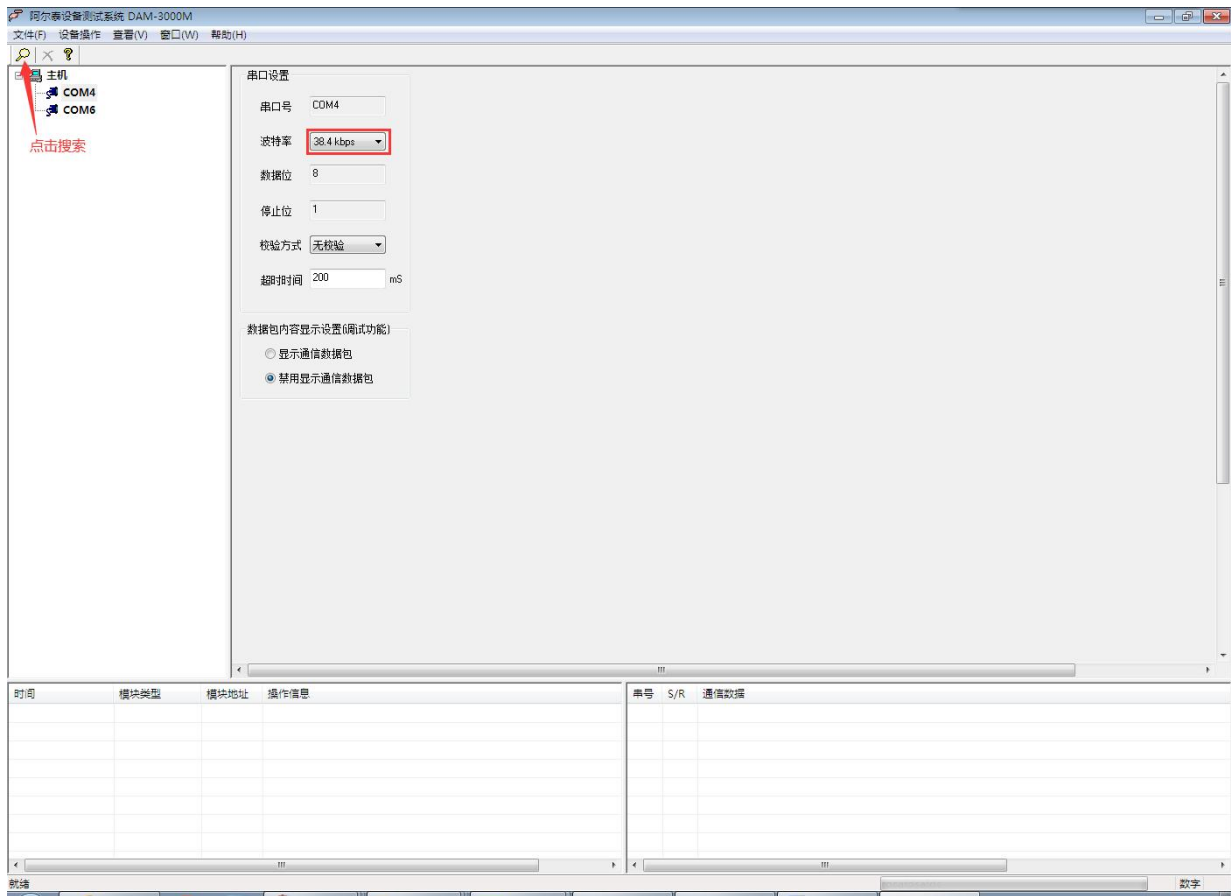 阿尔泰设备测试系统 DAM-3000M
文件(F) 设备操作 查看(V) 窗口(W) 帮助(H)
主机
COM4
COM6
点击搜索
串口设置
串口号 COM4
波特率 38.4 kbps
数据位 8
停止位 1
校验方式 无校验
超时时间 200 mS
数据包内容显示设置(调试功能)
显示通信数据包
禁用显示通信数据包
时间 模块类型 模块地址 操作信息
串号 S/R 通信数据
就绪 数字